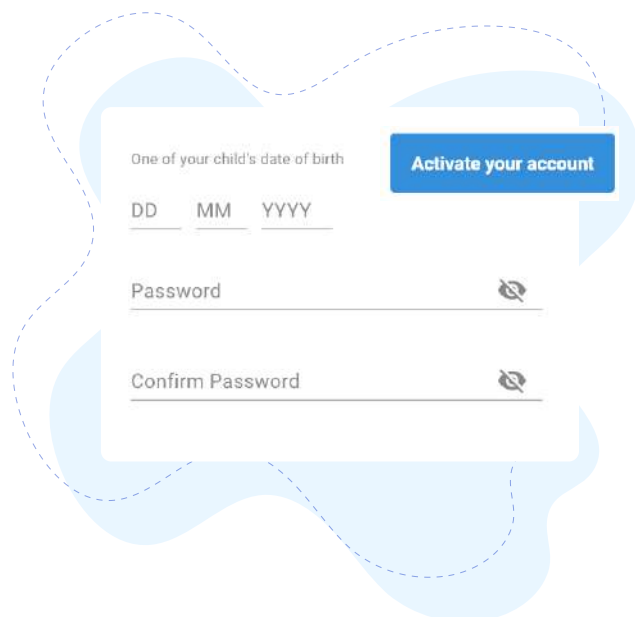 One of your child's date of birth
Activate your account
DD MM YYYY
Password
Confirm Password